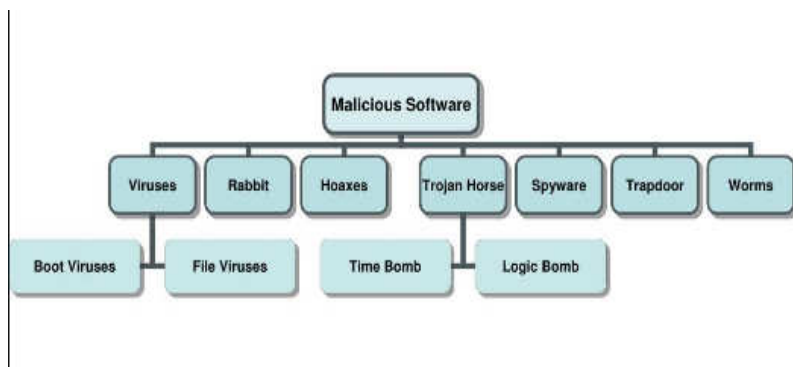 Malicious Software
Viruses
Rabbit
Hoaxes
Trojan Horse
Spyware
Trapdoor
Worms
Boot Viruses
File Viruses
Time Bomb
Logic Bomb